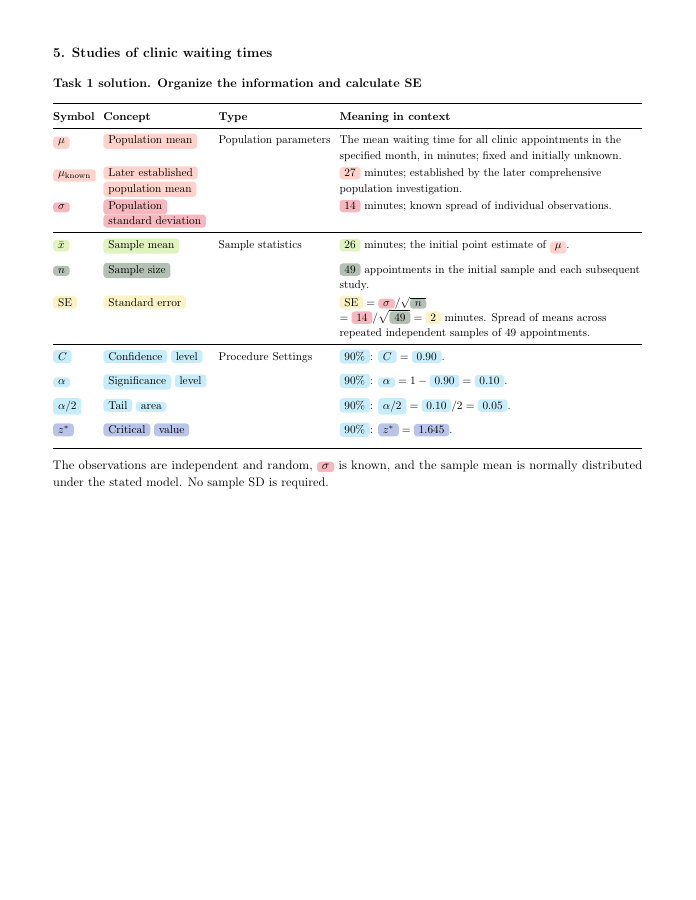 5. Studies of clinic waiting times
Task 1 solution. Organize the information and calculate SE
Symbol Concept Type Meaning in context
μ Population mean Population parameters The mean waiting time for all clinic appointments in the
specified month, in minutes; fixed and initially unknown.
μknown Later established 27 minutes; established by the later comprehensive
population mean population investigation.
σ Population 14 minutes; known spread of individual observations.
standard deviation
x̄ Sample mean Sample statistics 26 minutes; the initial point estimate of μ.
n Sample size 49 appointments in the initial sample and each subsequent
study.
SE Standard error SE = σ/√n
= 14/√49 = 2 minutes. Spread of means across
repeated independent samples of 49 appointments.
C Confidence level Procedure Settings 90%: C = 0.90.
α Significance level 90%: α = 1 − 0.90 = 0.10.
α/2 Tail area 90%: α/2 = 0.10/2 = 0.05.
z* Critical value 90%: z* = 1.645.
The observations are independent and random, σ is known, and the sample mean is normally distributed
under the stated model. No sample SD is required.